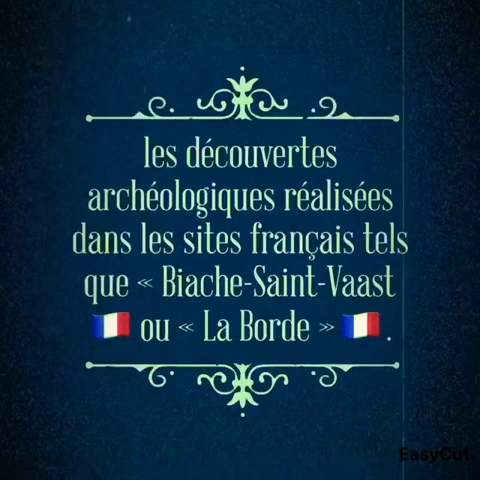 les découvertes
archéologiques réalisées
dans les sites français tels
que « Biache-Saint-Vaast
🇫🇷 ou « La Borde » 🇫🇷 .
EasyCut